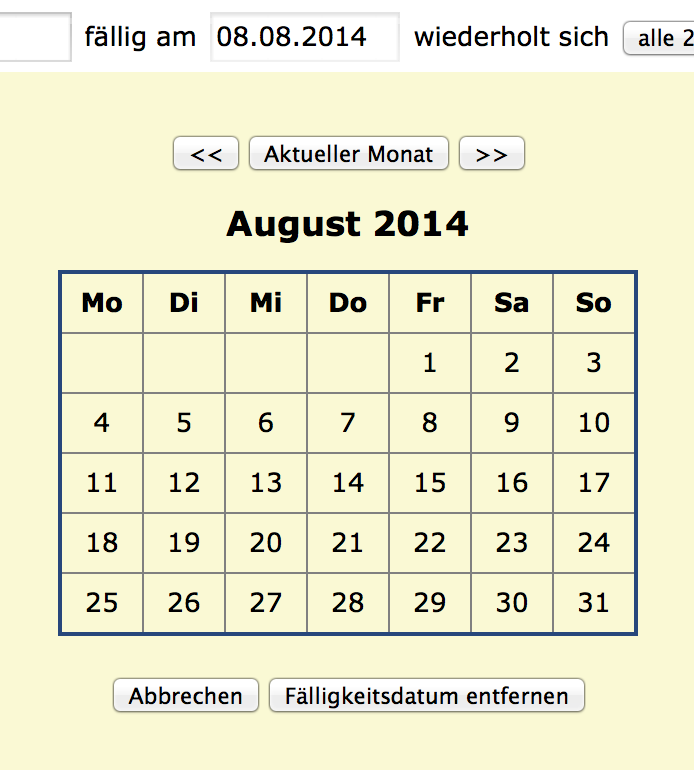 fällig am 08.08.2014 wiederholt sich alle 2
<< Aktueller Monat >>
August 2014
Mo Di Mi Do Fr Sa So
1 2 3
4 5 6 7 8 9 10
11 12 13 14 15 16 17
18 19 20 21 22 23 24
25 26 27 28 29 30 31
Abbrechen Fälligkeitsdatum entfernen